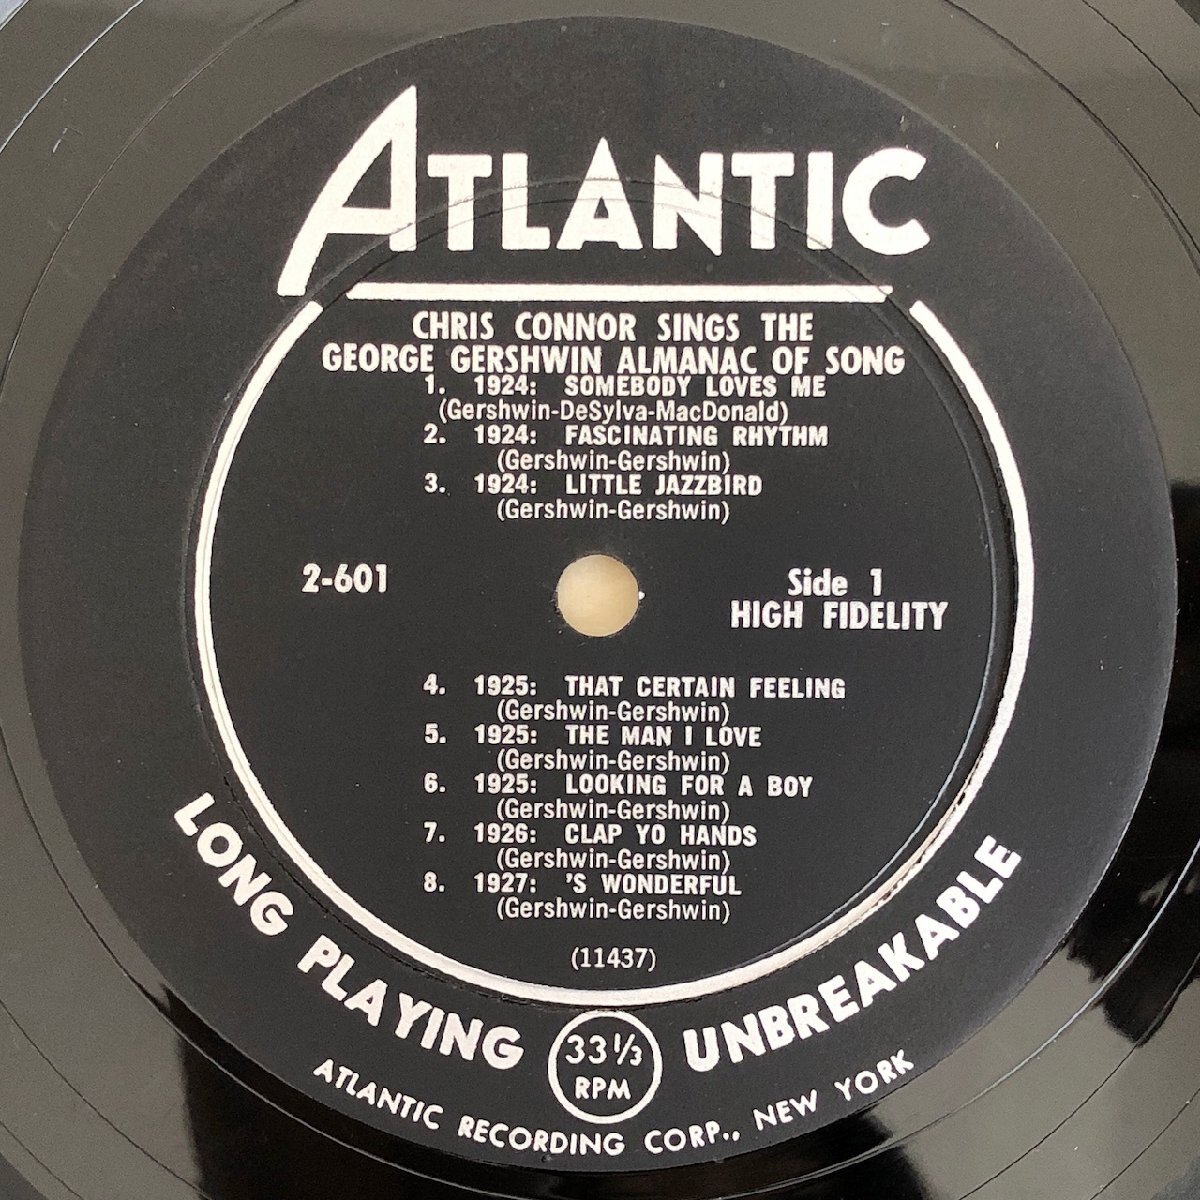 ATLANTIC
CHRIS CONNOR SINGS THE
GEORGE GERSHWIN ALMANAC OF SONG
1. 1924: SOMEBODY LOVES ME
(Gershwin-DeSylva-MacDonald)
2. 1924: FASCINATING RHYTHM
(Gershwin-Gershwin)
3. 1924: LITTLE JAZZBIRD
(Gershwin-Gershwin)
2-601
Side 1
HIGH FIDELITY
4. 1925: THAT CERTAIN FEELING
(Gershwin-Gershwin)
5. 1925: THE MAN I LOVE
(Gershwin-Gershwin)
6. 1925: LOOKING FOR A BOY
(Gershwin-Gershwin)
7. 1926: CLAP YO HANDS
(Gershwin-Gershwin)
8. 1927: 'S WONDERFUL
(Gershwin-Gershwin)
(11437)
LONG PLAYING
33 1/3
RPM
UNBREAKABLE
ATLANTIC RECORDING CORP., NEW YORK